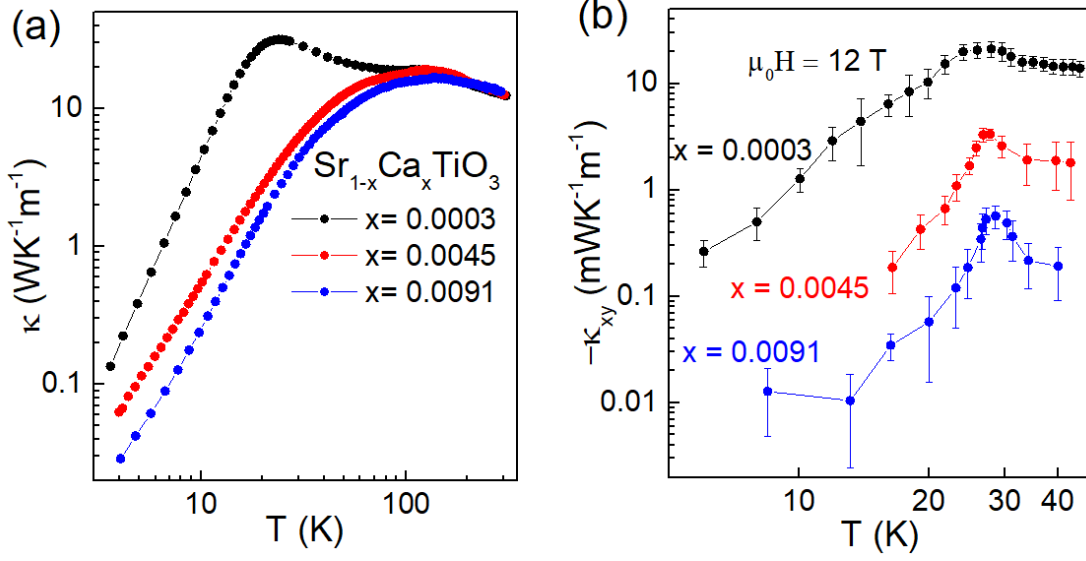 (a)
κ (WK⁻¹m⁻¹)
10
1
0.1
Sr₁₋ₓCaₓTiO₃
x= 0.0003
x= 0.0045
x= 0.0091
10
100
T (K)
(b)
−κₓᵧ (mWK⁻¹m⁻¹)
100
10
1
0.1
0.01
μ₀H = 12 T
x = 0.0003
x = 0.0045
x = 0.0091
10
20
30
40
T (K)